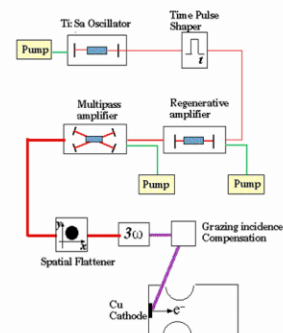 Ti: Sa Oscillator
Time Pulse
Shaper
Pump
t
Multipass
amplifier
Regenerative
amplifier
Pump
Pump
y
x
3ω
Grazing incidence
Compensation
Spatial Flattener
Cu
Cathode
e⁻